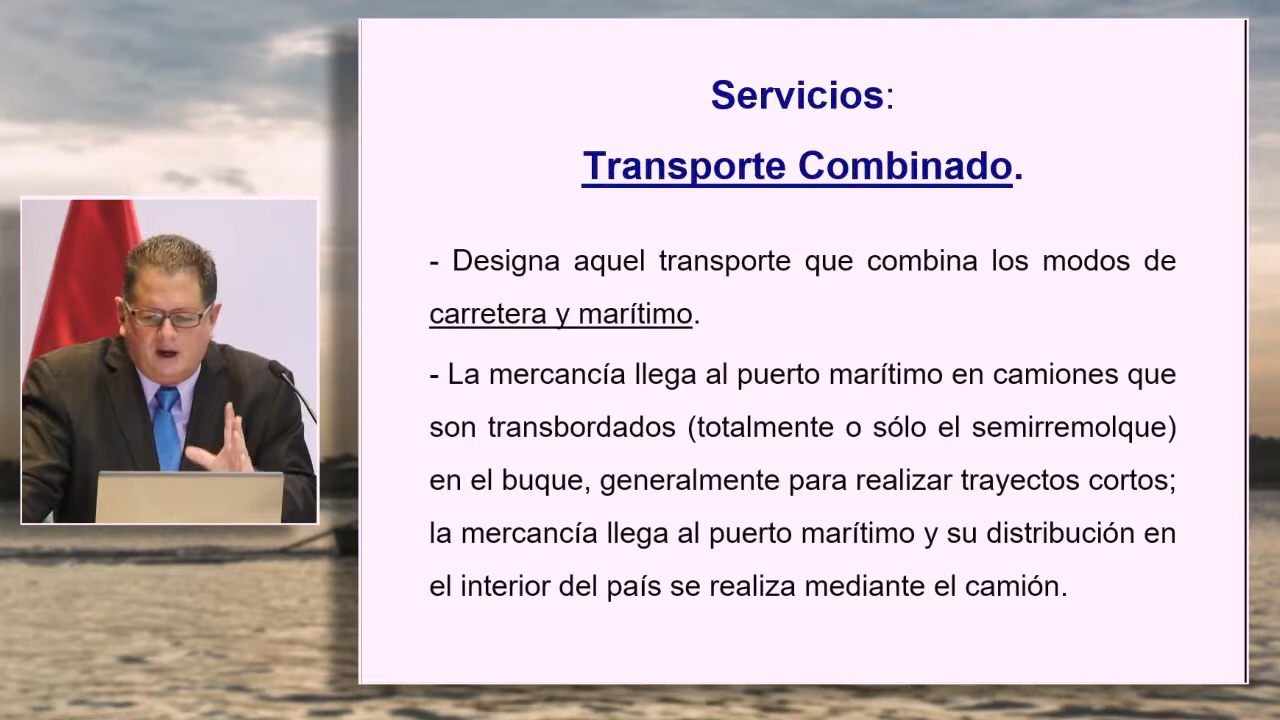 Servicios:
Transporte Combinado.
- Designa aquel transporte que combina los modos de
carretera y marítimo.
- La mercancía llega al puerto marítimo en camiones que
son transbordados (totalmente o sólo el semirremolque)
en el buque, generalmente para realizar trayectos cortos;
la mercancía llega al puerto marítimo y su distribución en
el interior del país se realiza mediante el camión.